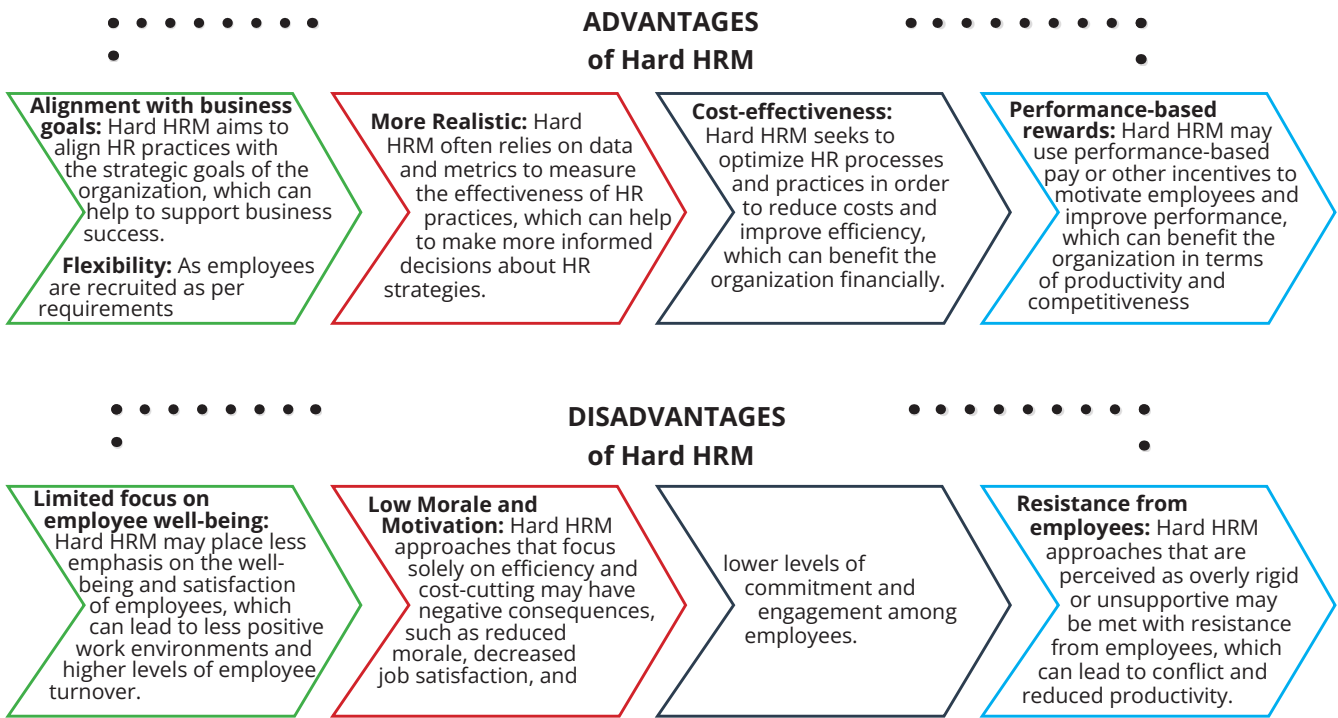 ADVANTAGES
of Hard HRM
Alignment with business
goals: Hard HRM aims to
align HR practices with
the strategic goals of the
organization, which can
help to support business
success.
Flexibility: As employees
are recruited as per
requirements
More Realistic: Hard
HRM often relies on data
and metrics to measure
the effectiveness of HR
practices, which can help
to make more informed
decisions about HR
strategies.
Cost-effectiveness:
Hard HRM seeks to
optimize HR processes
and practices in order
to reduce costs and
improve efficiency,
which can benefit the
organization financially.
Performance-based
rewards: Hard HRM may
use performance-based
pay or other incentives to
motivate employees and
improve performance,
which can benefit the
organization in terms
of productivity and
competitiveness
DISADVANTAGES
of Hard HRM
Limited focus on
employee well-being:
Hard HRM may place less
emphasis on the well-
being and satisfaction
of employees, which
can lead to less positive
work environments and
higher levels of employee
turnover.
Low Morale and
Motivation: Hard HRM
approaches that focus
solely on efficiency and
cost-cutting may have
negative consequences,
such as reduced
morale, decreased
job satisfaction, and
lower levels of
commitment and
engagement among
employees.
Resistance from
employees: Hard HRM
approaches that are
perceived as overly rigid
or unsupportive may
be met with resistance
from employees, which
can lead to conflict and
reduced productivity.